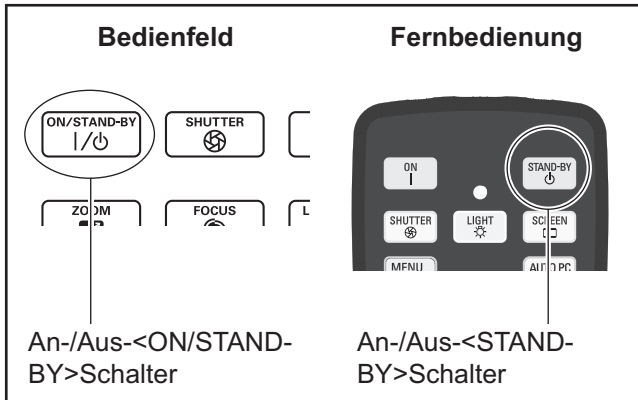 Bedienfeld
Fernbedienung
ON/STAND-BY
SHUTTER
ZOOM
FOCUS
L
ON
STAND-BY
SHUTTER
LIGHT
SCREEN
MENU
AUTO PC
An-/Aus-<ON/STAND-
BY>Schalter
An-/Aus-<STAND-
BY>Schalter